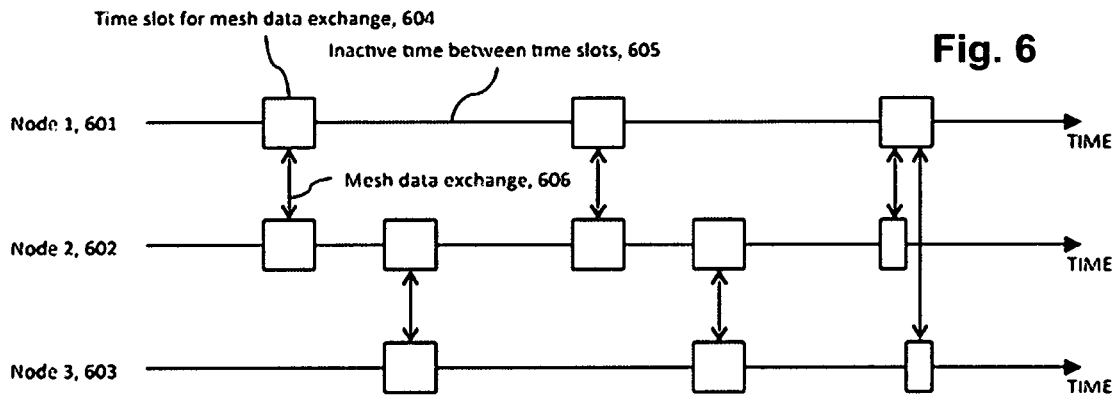 Time slot for mesh data exchange, 604
Inactive time between time slots, 605
Fig. 6
Node 1, 601
TIME
Mesh data exchange, 606
Node 2, 602
TIME
Node 3, 603
TIME